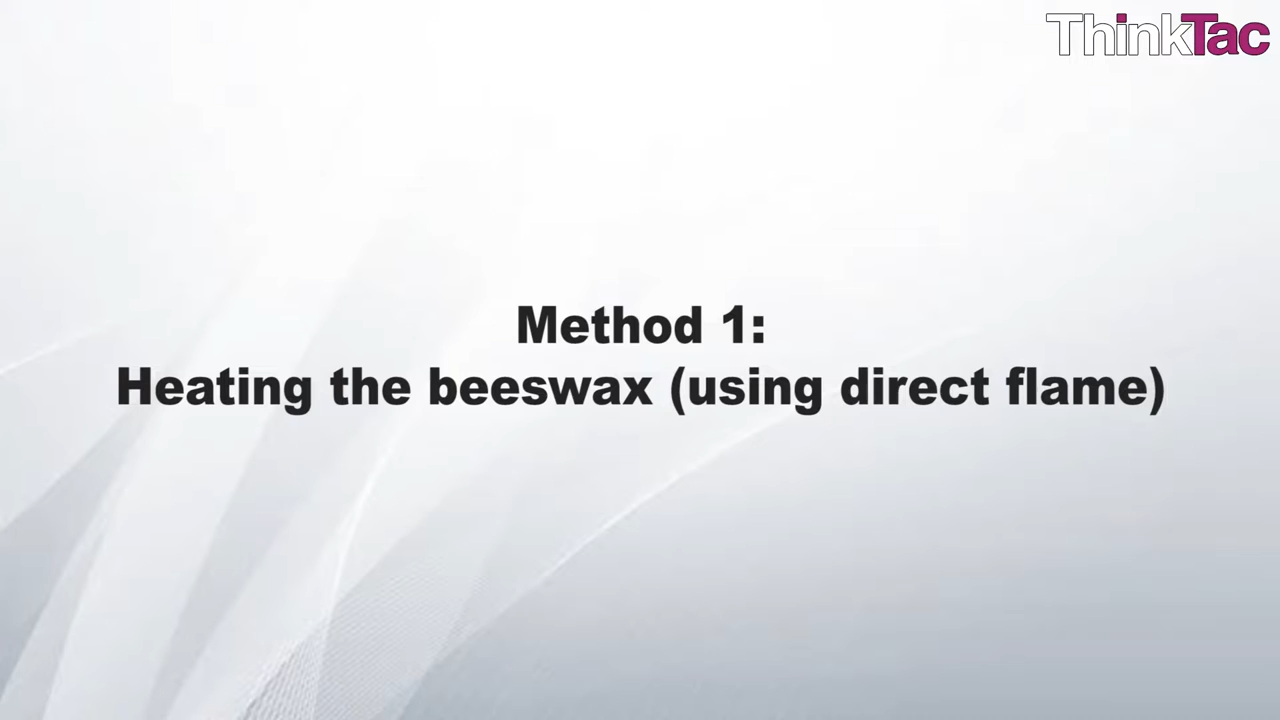 ThinkTac
Method 1:
Heating the beeswax (using direct flame)